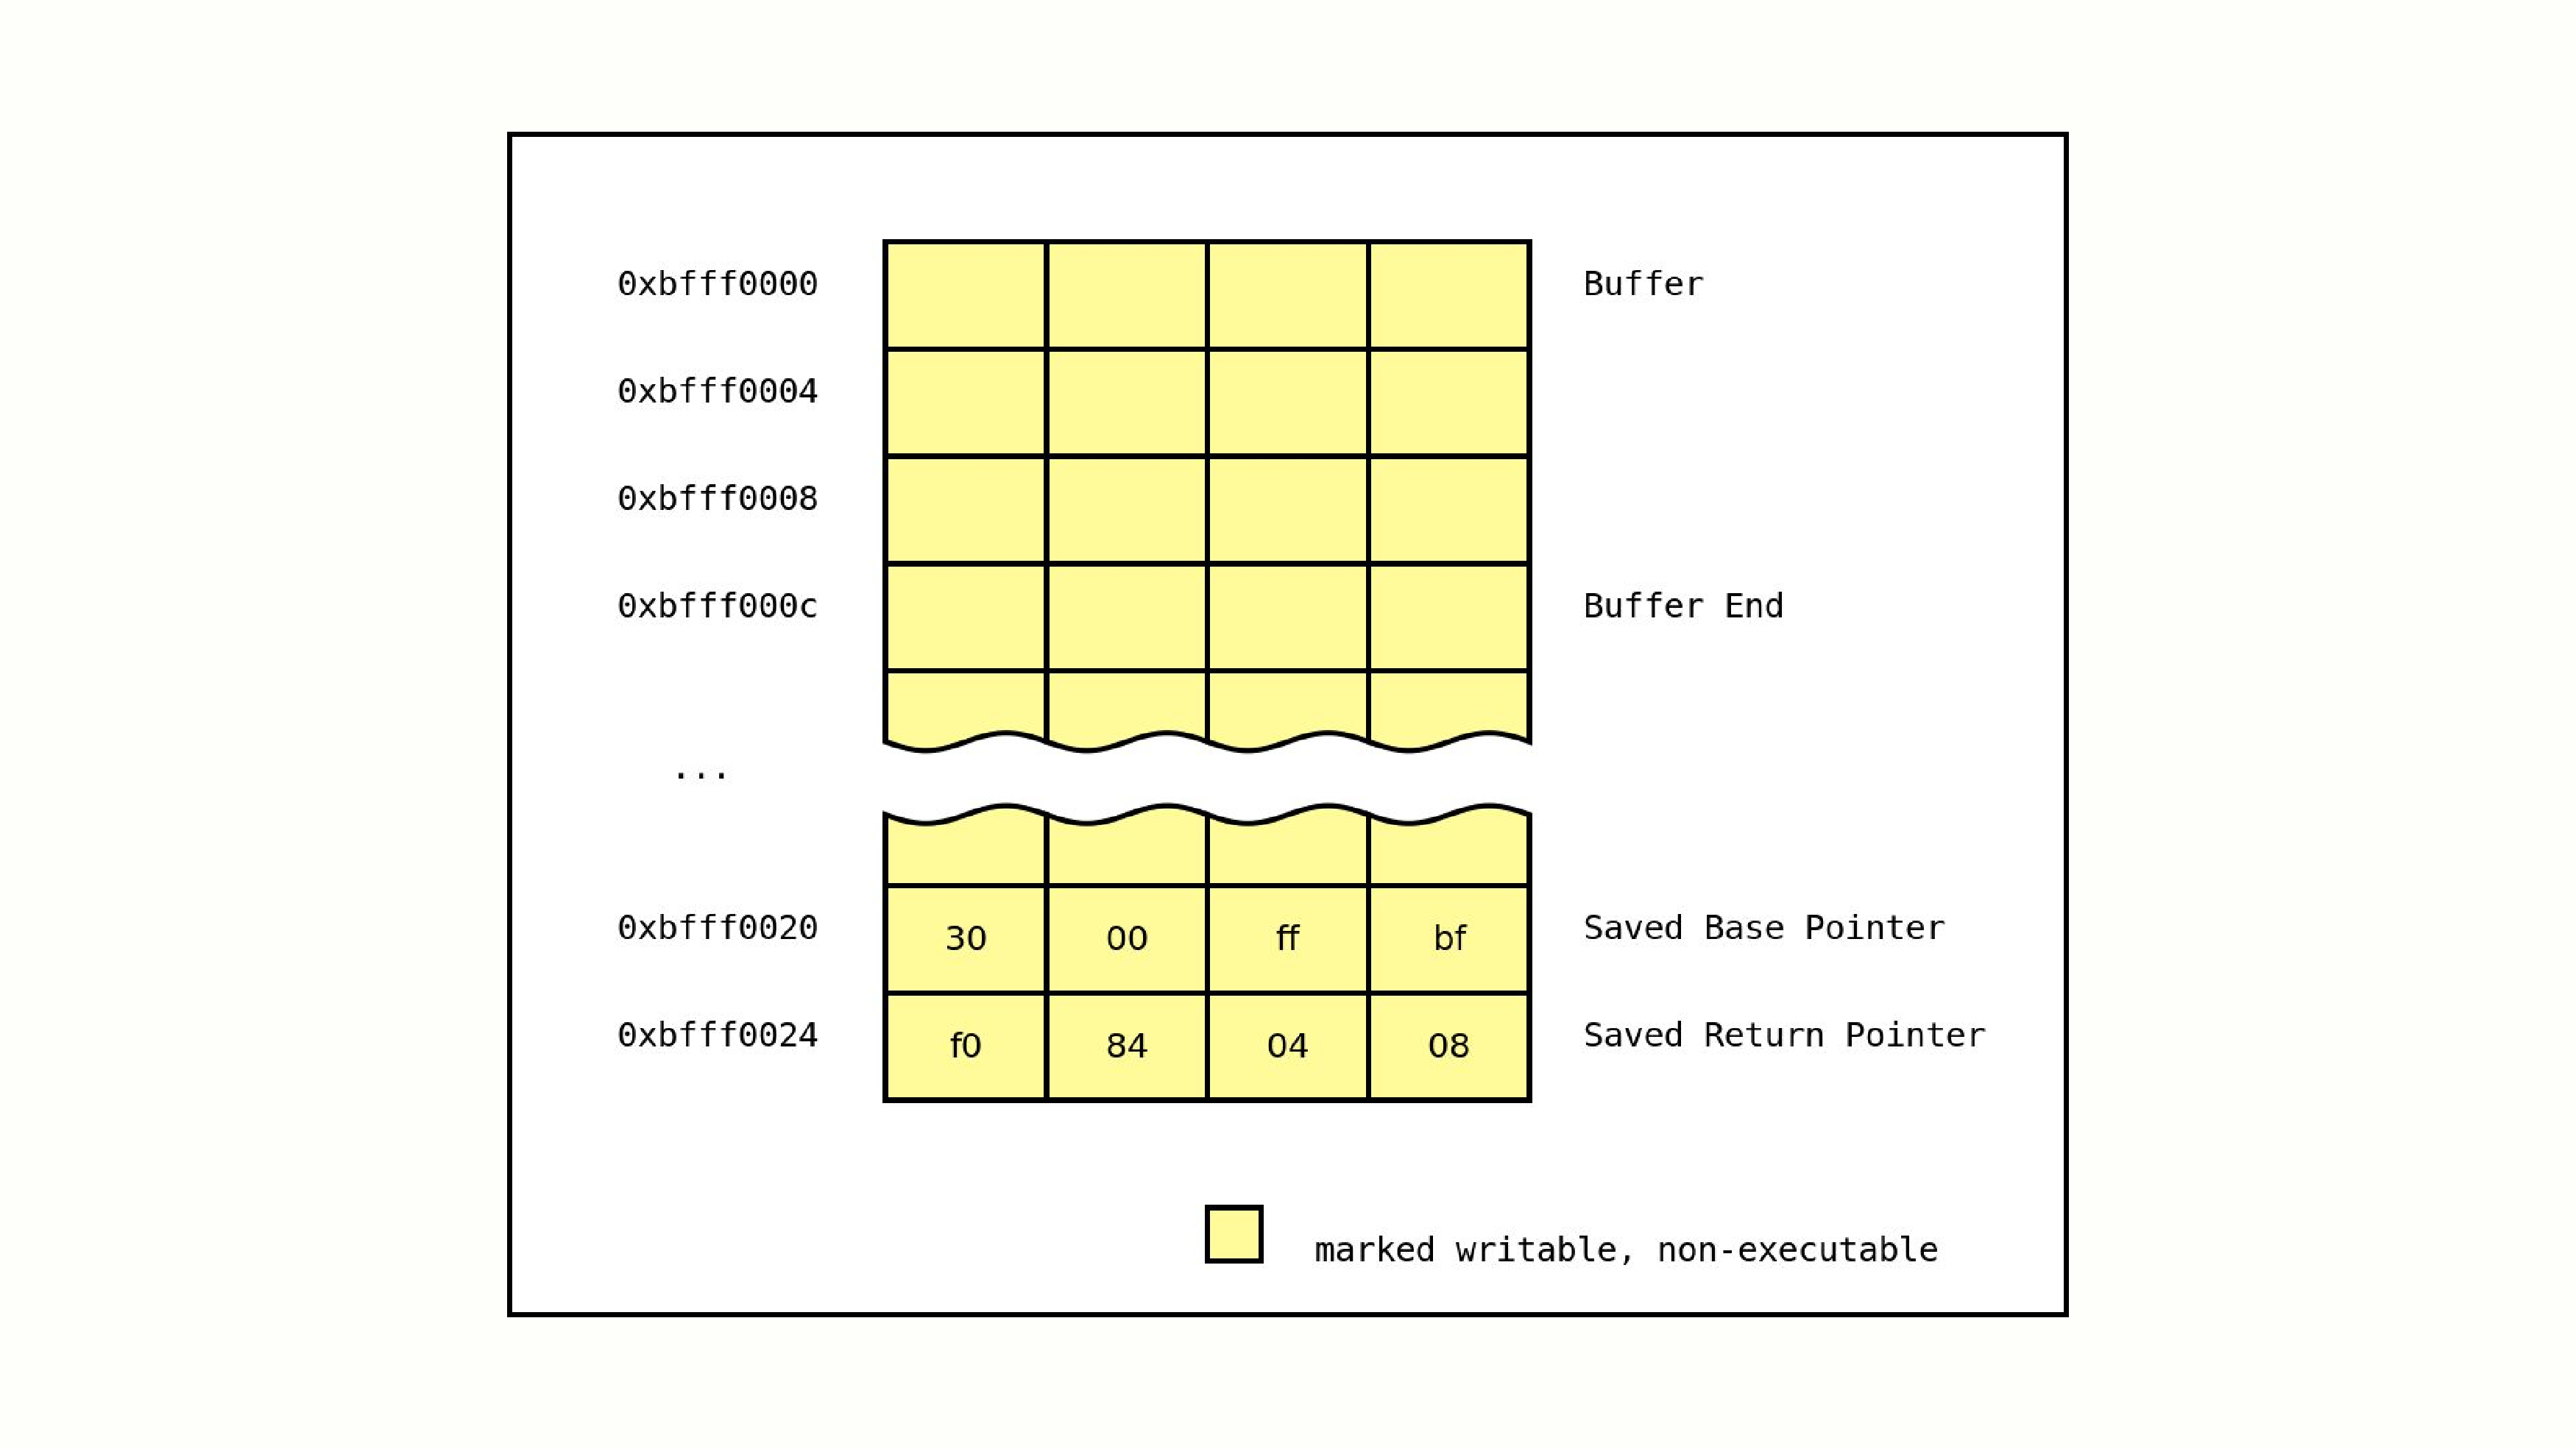 0xbfff0000 Buffer
0xbfff0004
0xbfff0008
0xbfff000c Buffer End
...
0xbfff0020 30 00 ff bf Saved Base Pointer
0xbfff0024 f0 84 04 08 Saved Return Pointer
marked writable, non-executable